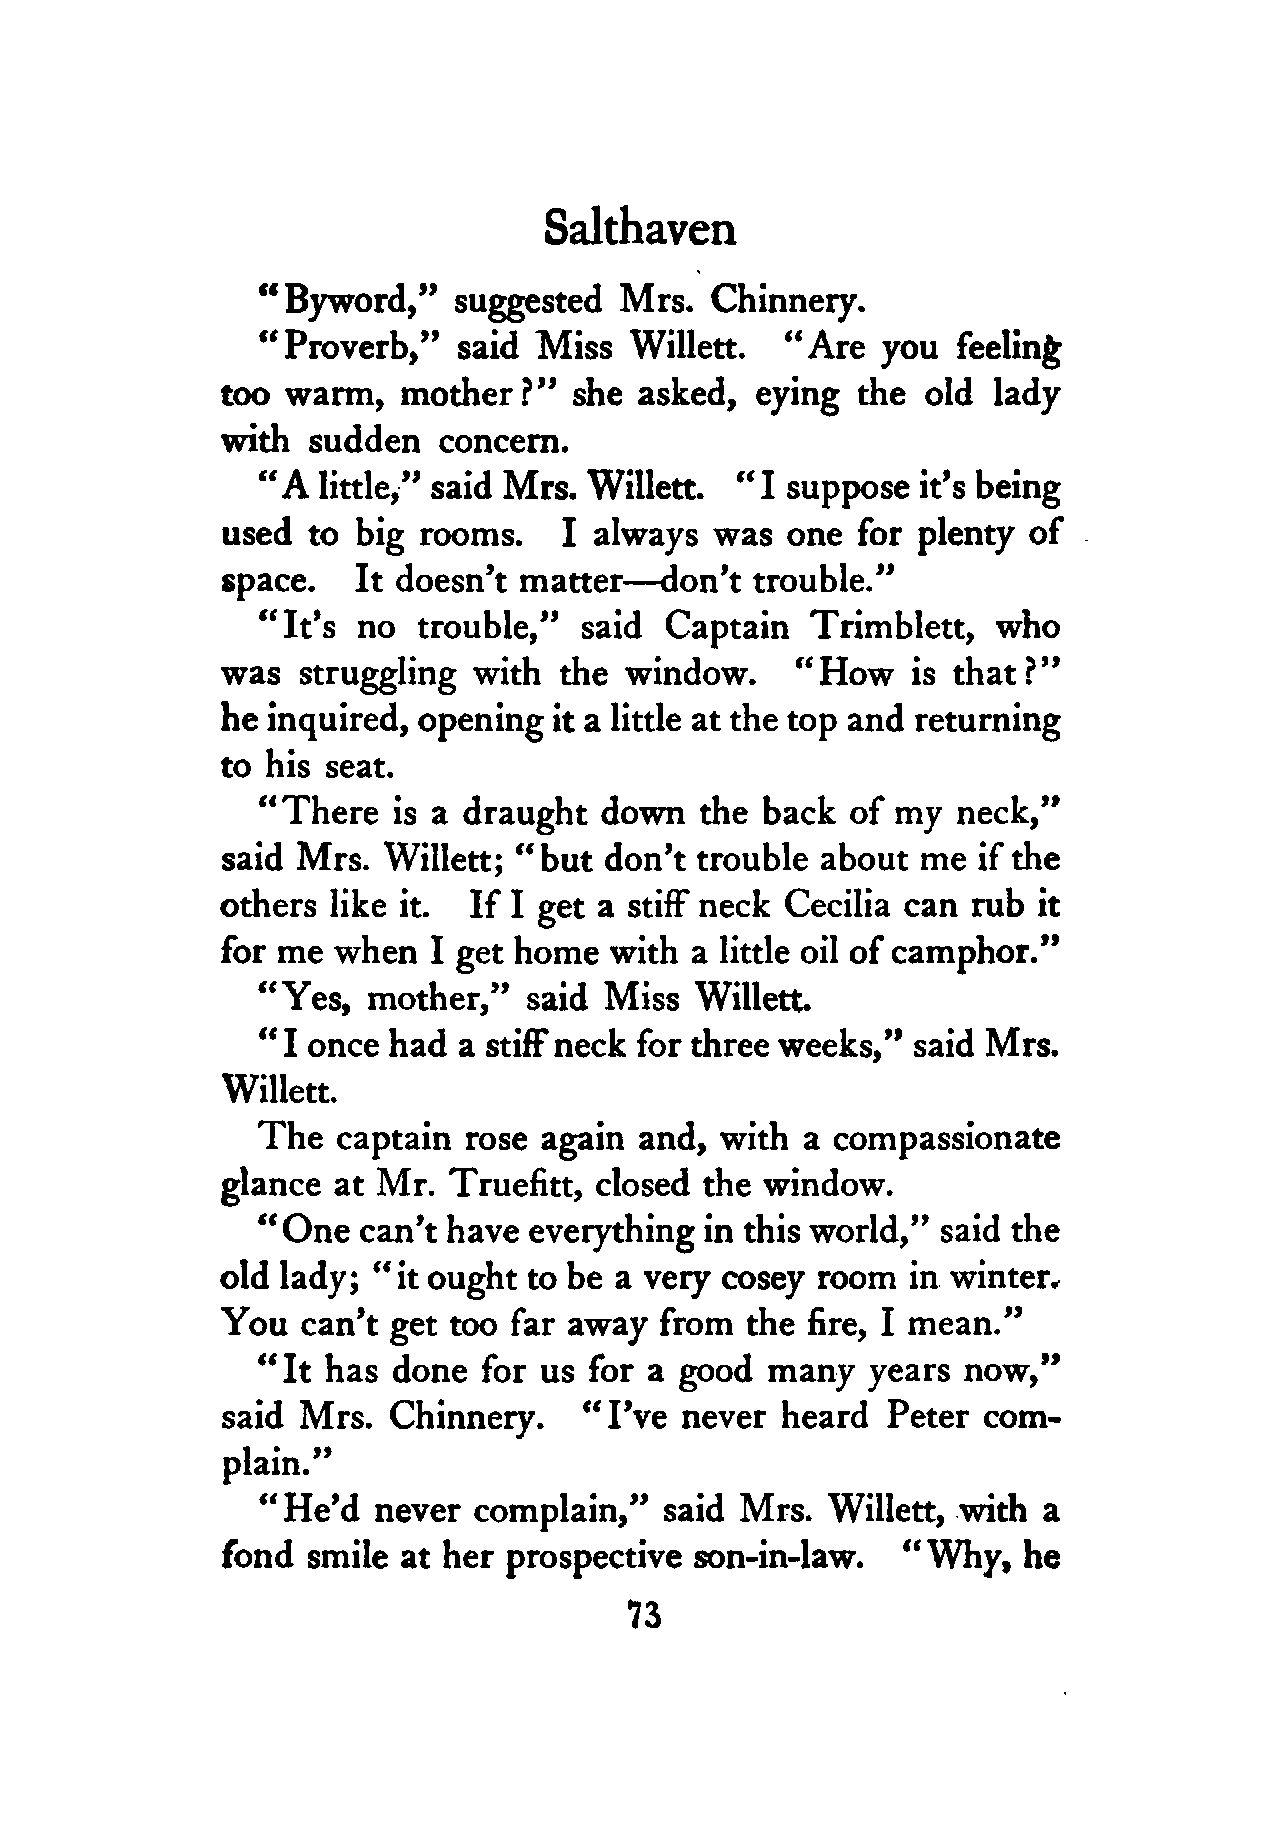 Salthaven
"Byword," suggested Mrs. Chinnery.
"Proverb," said Miss Willett. "Are you feeling
too warm, mother?" she asked, eying the old lady
with sudden concern.
"A little," said Mrs. Willett. "I suppose it's being
used to big rooms. I always was one for plenty of
space. It doesn't matter—don't trouble."
"It's no trouble," said Captain Trimblett, who
was struggling with the window. "How is that?"
he inquired, opening it a little at the top and returning
to his seat.
"There is a draught down the back of my neck,"
said Mrs. Willett; "but don't trouble about me if the
others like it. If I get a stiff neck Cecilia can rub it
for me when I get home with a little oil of camphor."
"Yes, mother," said Miss Willett.
"I once had a stiff neck for three weeks," said Mrs.
Willett.
The captain rose again and, with a compassionate
glance at Mr. Truefitt, closed the window.
"One can't have everything in this world," said the
old lady; "it ought to be a very cosey room in winter.
You can't get too far away from the fire, I mean."
"It has done for us for a good many years now,"
said Mrs. Chinnery. "I've never heard Peter com-
plain."
"He'd never complain," said Mrs. Willett, with a
fond smile at her prospective son-in-law. "Why, he
73